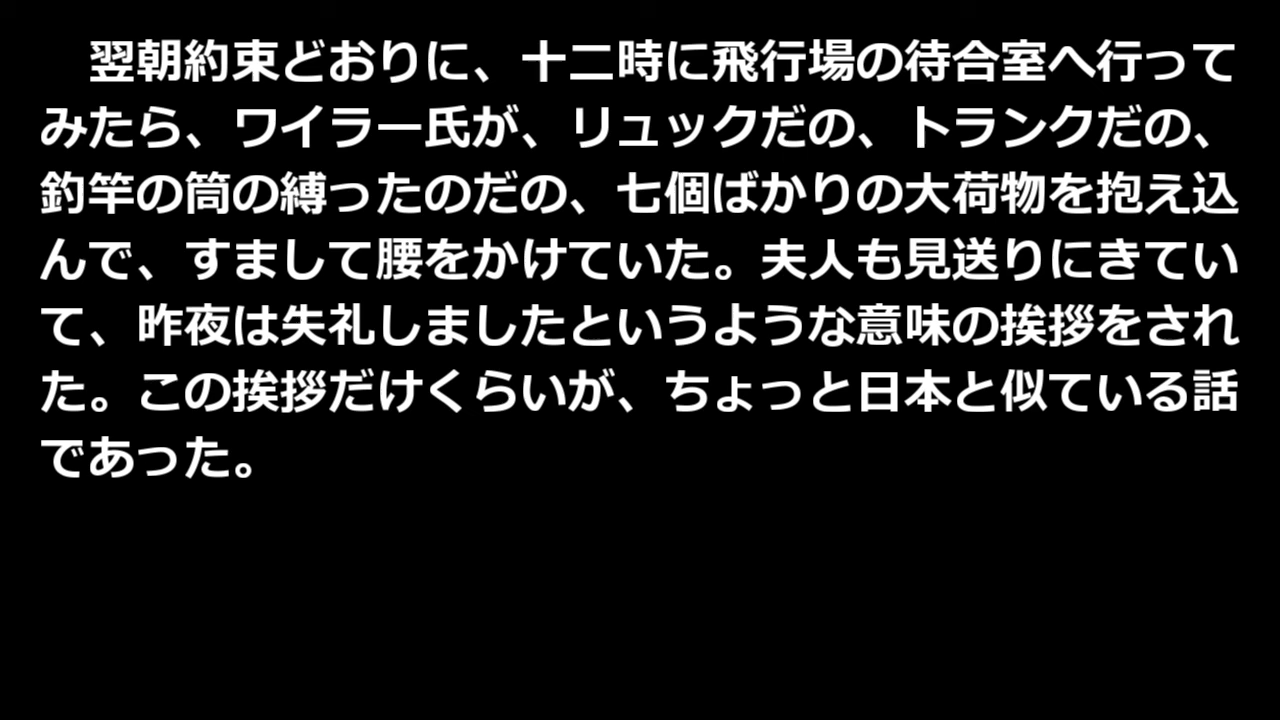 翌朝約束どおりに、十二時に飛行場の待合室へ行って
みたら、ワイラー氏が、リュックだの、トランクだの、
釣竿の筒の縛ったのだの、七個ばかりの大荷物を抱え込
んで、すまして腰をかけていた。夫人も見送りにきてい
て、昨夜は失礼しましたというような意味の挨拶をされ
た。この挨拶だけくらいが、ちょっと日本と似ている話
であった。